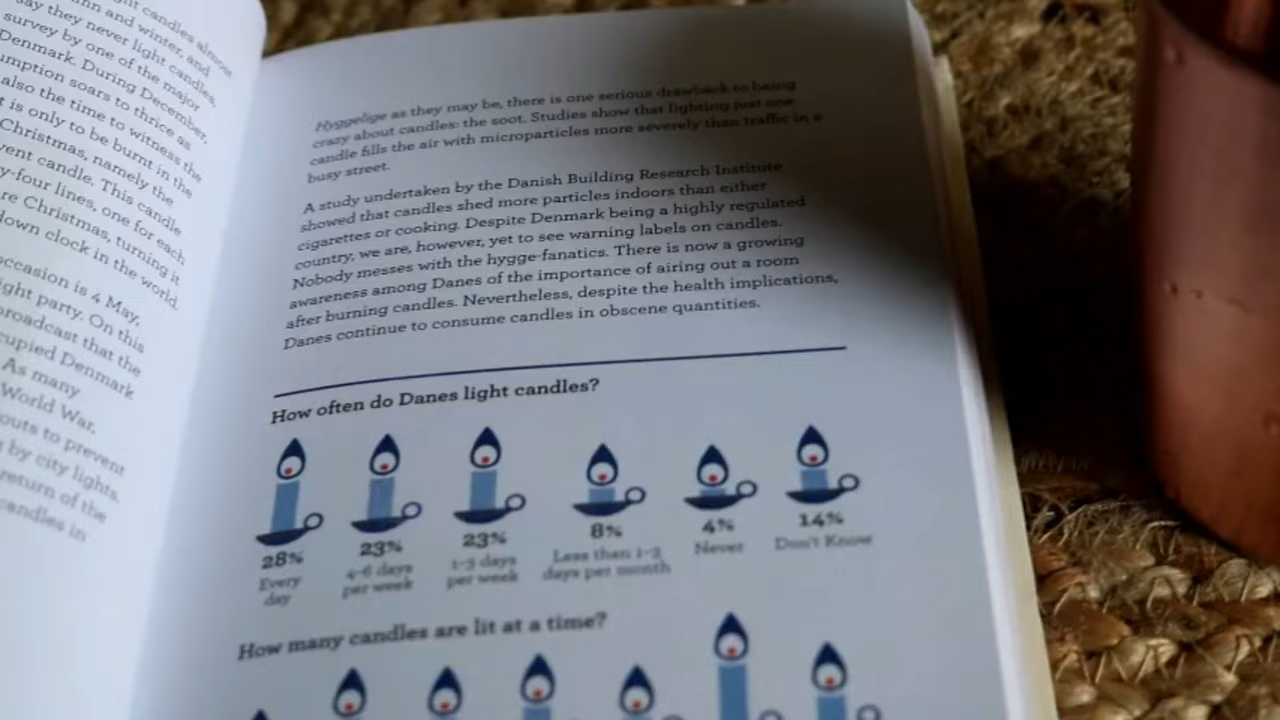 ght candles almost
nn and winter, and
ay they never light candles,
survey by one of the major
Denmark. During December,
umption soars to thrice as
also the time to witness the
t is only to be burnt in the
Christmas, namely the
vent candle. This candle
y-four lines, one for each
re Christmas, turning it
down clock in the world.
occasion is 4 May,
ight party. On this
broadcast that the
cupied Denmark
As many
World War,
outs to prevent
by city lights.
return of the
candles in
Hyggelige as they may be, there is one serious drawback to being
crazy about candles: the soot. Studies show that lighting just one
candle fills the air with microparticles more severely than traffic in a
busy street.
A study undertaken by the Danish Building Research Institute
showed that candles shed more particles indoors than either
cigarettes or cooking. Despite Denmark being a highly regulated
country, we are, however, yet to see warning labels on candles.
Nobody messes with the hygge-fanatics. There is now a growing
awareness among Danes of the importance of airing out a room
after burning candles. Nevertheless, despite the health implications,
Danes continue to consume candles in obscene quantities.
How often do Danes light candles?
28% 23% 23% 8% 4% 14%
Every 4-6 days 1-3 days Less than 1-3 Never Don't Know
day per week per week days per month
How many candles are lit at a time?